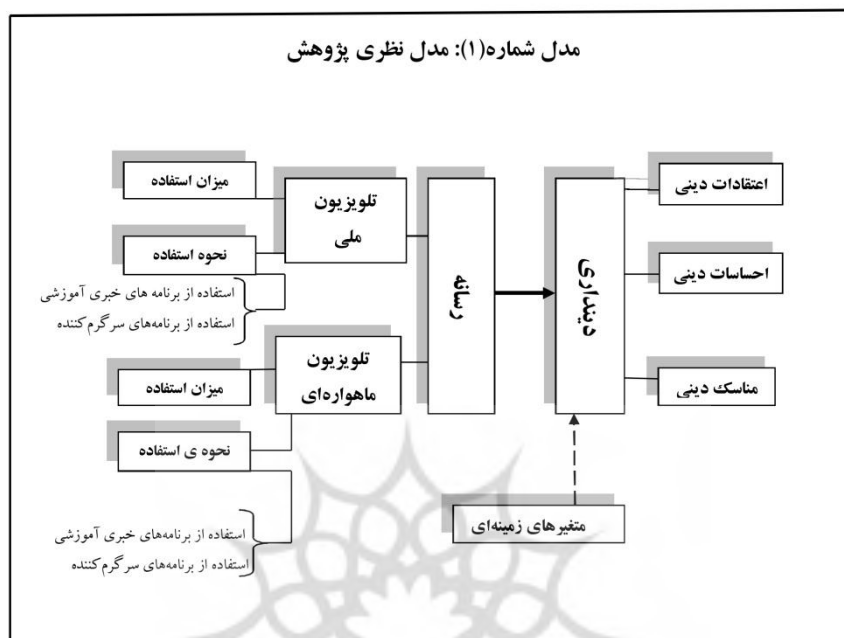 مدل شماره(۱): مدل نظری پژوهش
اعتقادات دینی
احساسات دینی
مناسک دینی
دینداری
متغیرهای زمینه‌ای
رسانه
تلویزیون
ملی
میزان استفاده
نحوه استفاده
استفاده از برنامه های خبری آموزشی
استفاده از برنامه‌های سرگرم‌کننده
تلویزیون
ماهواره‌ای
میزان استفاده
نحوه ی استفاده
استفاده از برنامه‌های خبری آموزشی
استفاده از برنامه‌های سرگرم‌کننده